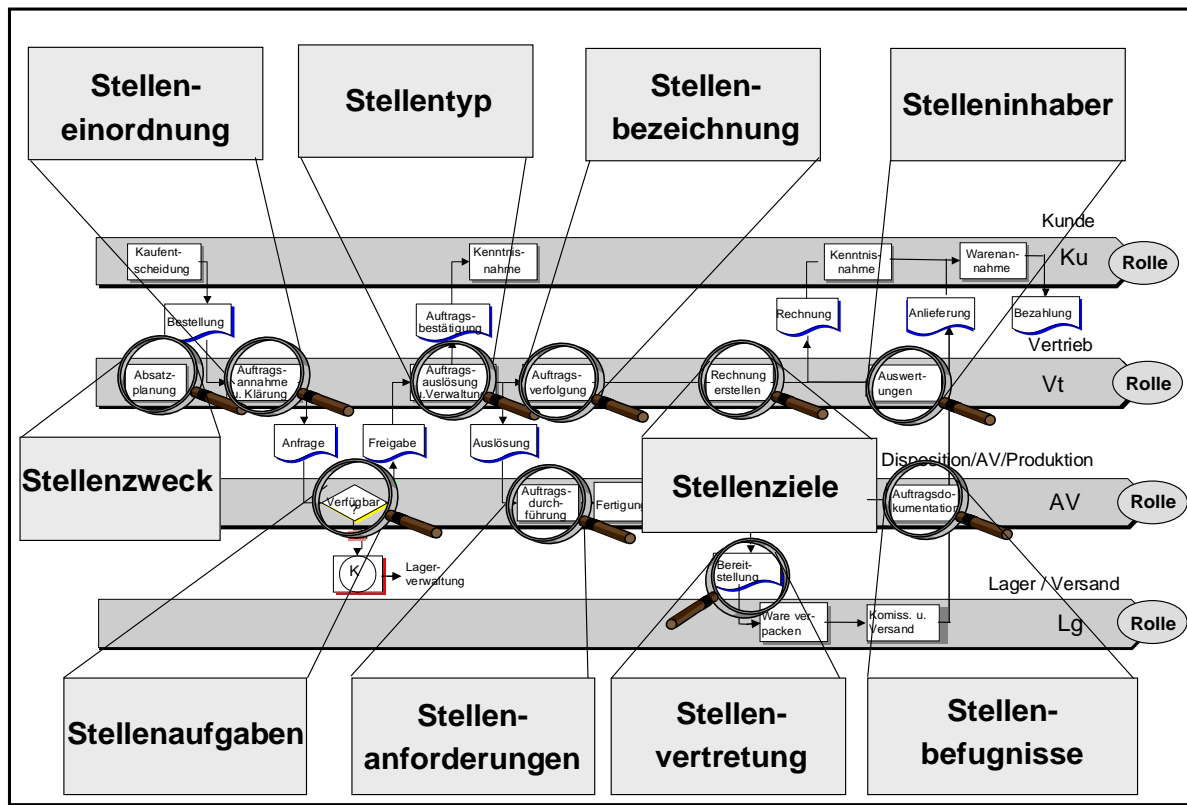 Stellen-
einordnung
Stellentyp
Stellen-
bezeichnung
Stelleninhaber
Kunde
Kaufent-
scheidung
Kenntnis-
nahme
Kenntnis-
nahme
Warenan-
nahme
Ku
Rolle
Bestellung
Auftrags-
bestätigung
Rechnung
Anlieferung
Bezahlung
Vertrieb
Absatz-
planung
Auftrags-
annahme
u. Klärung
Auftrags-
auslösung
u.Verwaltung
Auftrags-
verfolgung
Rechnung
erstellen
Auswert-
ungen
Vt
Rolle
Anfrage
Freigabe
Auslösung
Stellenzweck
Stellenziele
Disposition/AV/Produktion
Verfügbar
?
Auftrags-
durch-
führung
Fertigung
Auftragsdo-
kumentation
AV
Rolle
K
Lager-
verwaltung
Bereit-
stellung
Lager / Versand
Ware ver-
packen
Komiss. u.
Versand
Lg
Rolle
Stellenaufgaben
Stellen-
anforderungen
Stellen-
vertretung
Stellen-
befugnisse